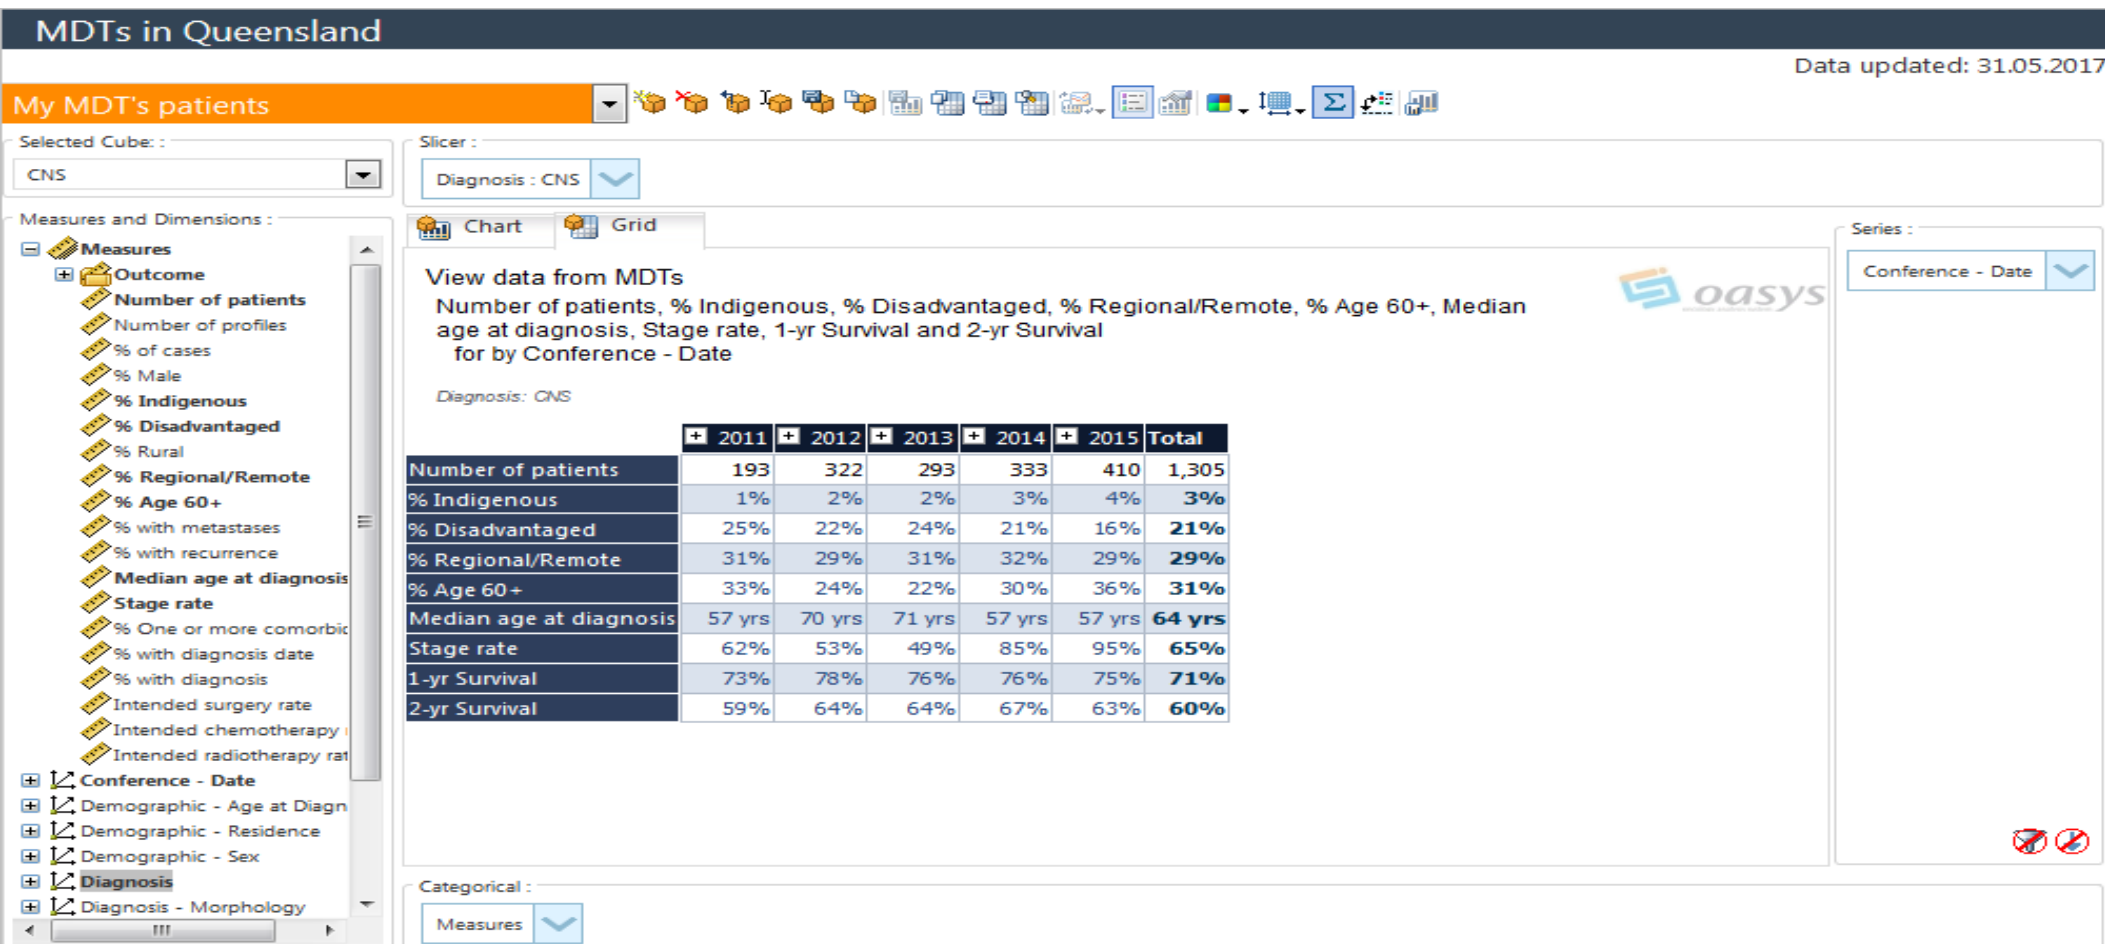 MDTs in Queensland
Data updated: 31.05.2017
My MDT's patients
Selected Cube: :
CNS
Slicer :
Diagnosis : CNS
Measures and Dimensions :
Measures
Outcome
Number of patients
Number of profiles
% of cases
% Male
% Indigenous
% Disadvantaged
% Rural
% Regional/Remote
% Age 60+
% with metastases
% with recurrence
Median age at diagnosis
Stage rate
% One or more comorbic
% with diagnosis date
% with diagnosis
Intended surgery rate
Intended chemotherapy
Intended radiotherapy rat
Conference - Date
Demographic - Age at Diagn
Demographic - Residence
Demographic - Sex
Diagnosis
Diagnosis - Morphology
Chart Grid
View data from MDTs
Number of patients, % Indigenous, % Disadvantaged, % Regional/Remote, % Age 60+, Median
age at diagnosis, Stage rate, 1-yr Survival and 2-yr Survival
for by Conference - Date
Diagnosis: CNS
oasys
2011 2012 2013 2014 2015 Total
Number of patients 193 322 293 333 410 1,305
% Indigenous 1% 2% 2% 3% 4% 3%
% Disadvantaged 25% 22% 24% 21% 16% 21%
% Regional/Remote 31% 29% 31% 32% 29% 29%
% Age 60+ 33% 24% 22% 30% 36% 31%
Median age at diagnosis 57 yrs 70 yrs 71 yrs 57 yrs 57 yrs 64 yrs
Stage rate 62% 53% 49% 85% 95% 65%
1-yr Survival 73% 78% 76% 76% 75% 71%
2-yr Survival 59% 64% 64% 67% 63% 60%
Series :
Conference - Date
Categorical :
Measures